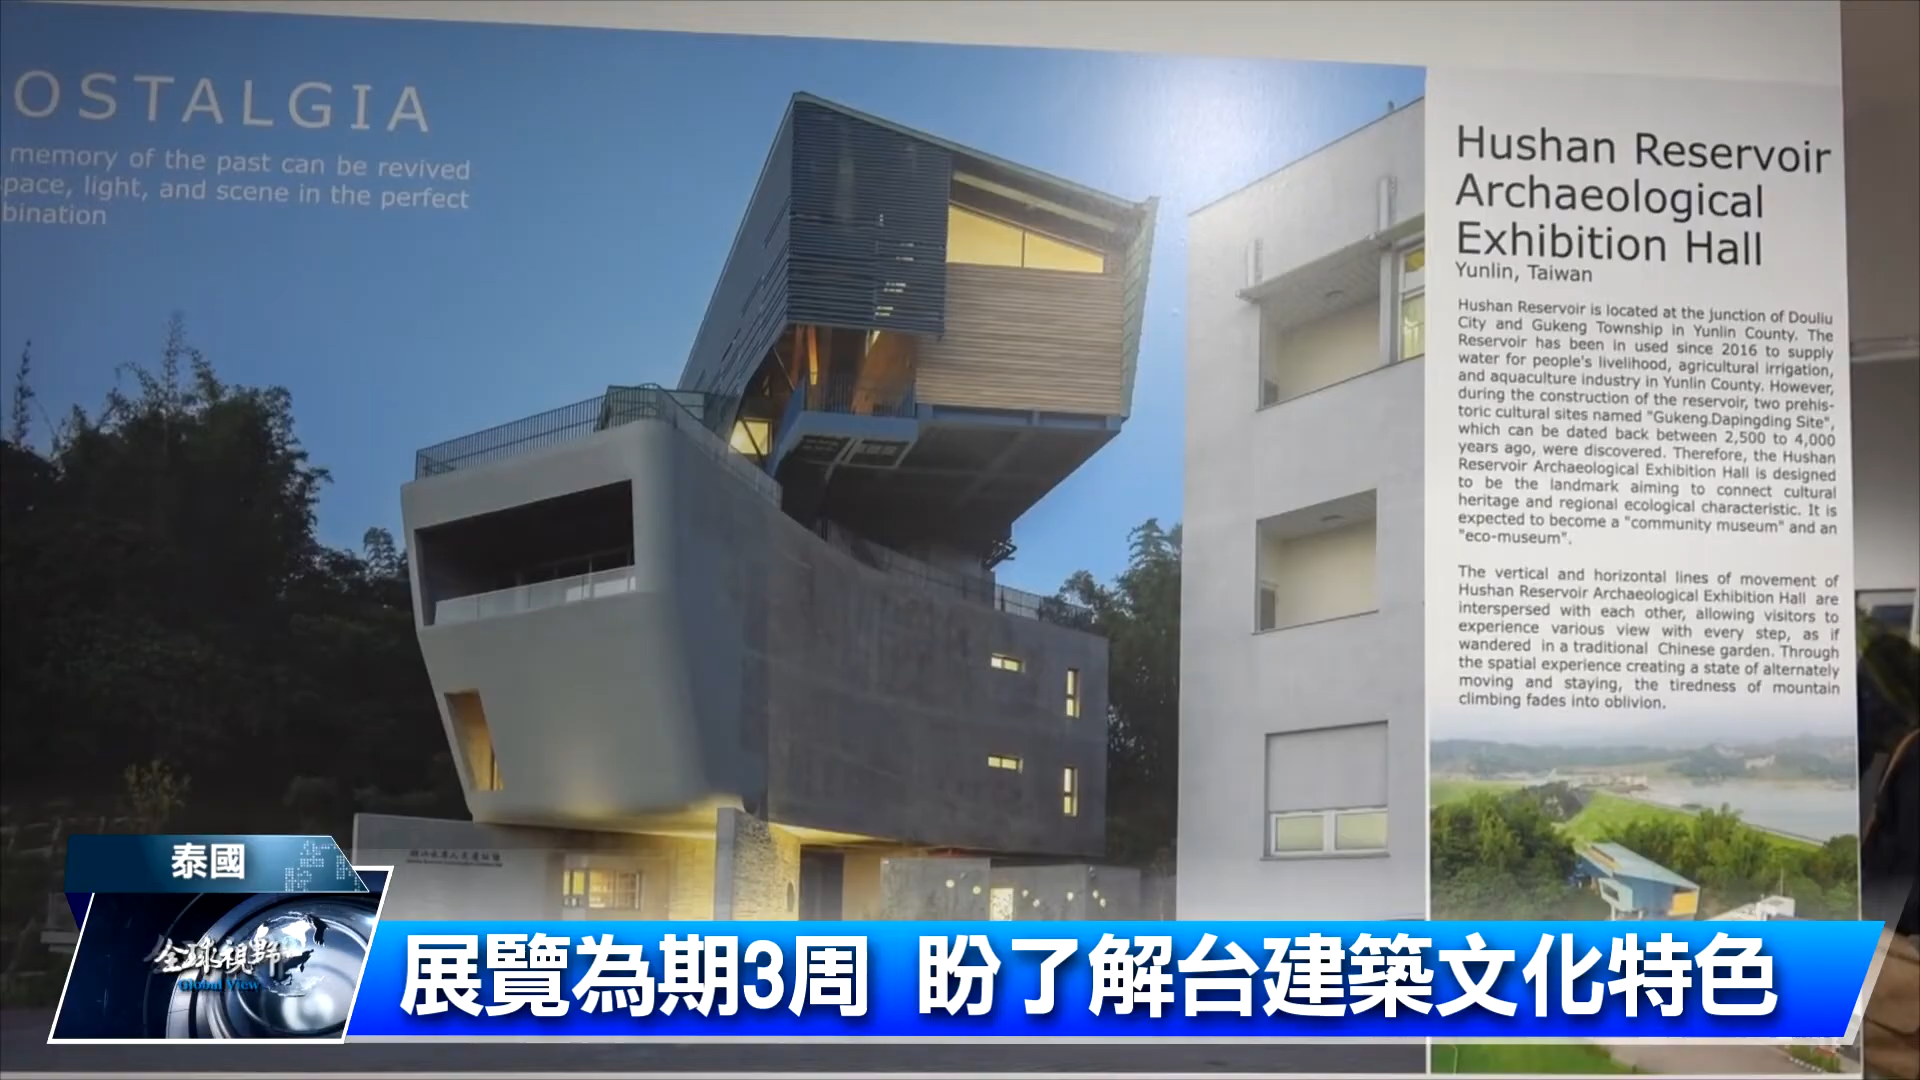 OSTALGIA
memory of the past can be revived
pace, light, and scene in the perfect
bination
Hushan Reservoir
Archaeological
Exhibition Hall
Yunlin, Taiwan
Hushan Reservoir is located at the junction of Douliu
City and Gukeng Township in Yunlin County. The
Reservoir has been in used since 2016 to supply
water for people's livelihood, agricultural irrigation,
and aquaculture industry in Yunlin County. However,
during the construction of the reservoir, two prehis-
toric cultural sites named "Gukeng.Dapingding Site",
which can be dated back between 2,500 to 4,000
years ago, were discovered. Therefore, the Hushan
Reservoir Archaeological Exhibition Hall is designed
to be the landmark aiming to connect cultural
heritage and regional ecological characteristic. It is
expected to become a "community museum" and an
"eco-museum".
The vertical and horizontal lines of movement of
Hushan Reservoir Archaeological Exhibition Hall are
interspersed with each other, allowing visitors to
experience various view with every step, as if
wandered in a traditional Chinese garden. Through
the spatial experience creating a state of alternately
moving and staying, the tiredness of mountain
climbing fades into oblivion.
泰國
全球視野
Global View
展覽為期3周 盼了解台建築文化特色